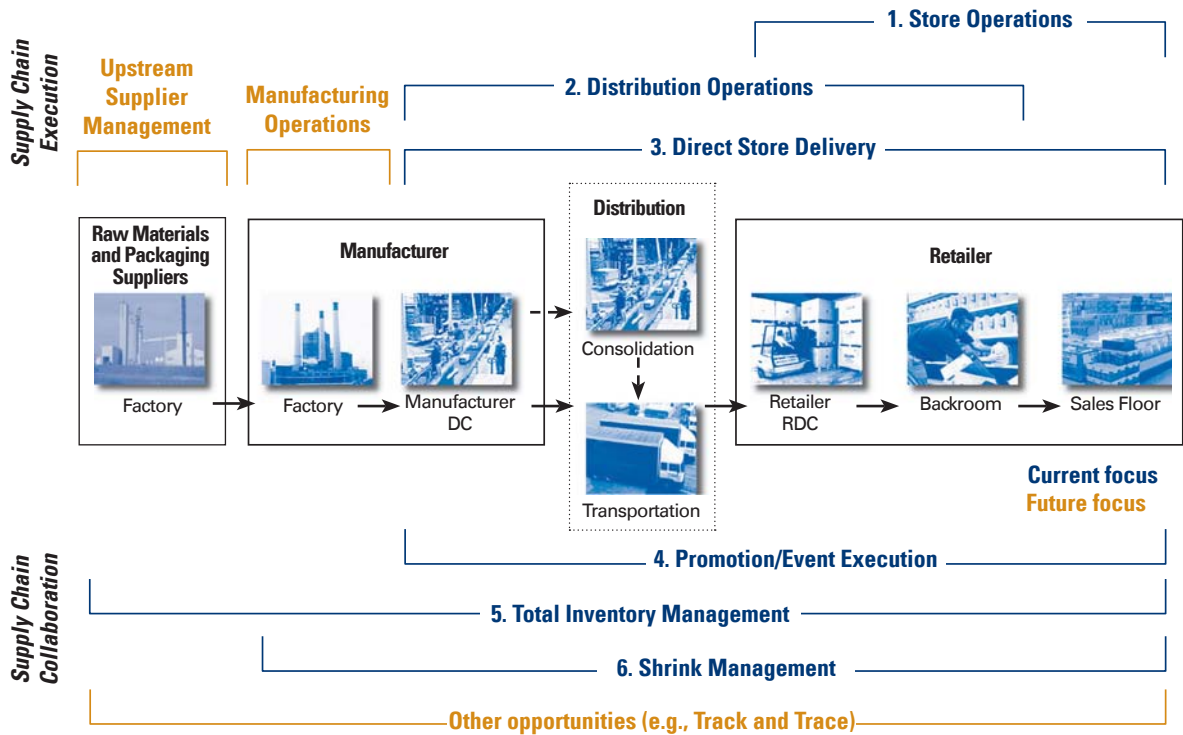 1. Store Operations
Supply Chain
Execution
Upstream
Supplier
Management
Manufacturing
Operations
2. Distribution Operations
3. Direct Store Delivery
Raw Materials
and Packaging
Suppliers
Factory
Manufacturer
Factory
Manufacturer
DC
Distribution
Consolidation
Transportation
Retailer
Retailer
RDC
Backroom
Sales Floor
Current focus
Future focus
Supply Chain
Collaboration
4. Promotion/Event Execution
5. Total Inventory Management
6. Shrink Management
Other opportunities (e.g., Track and Trace)